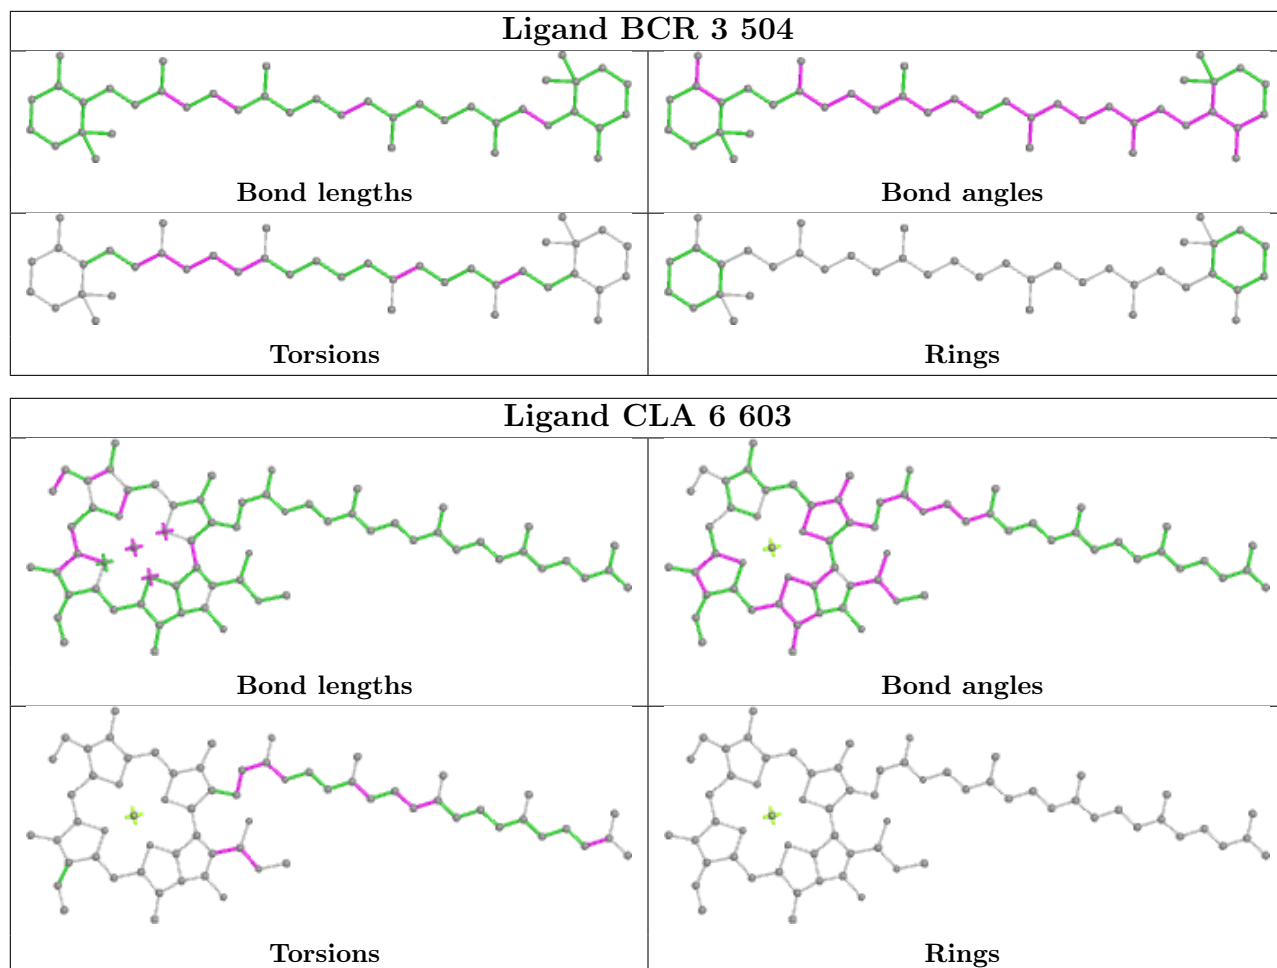 Ligand BCR 3 504
Bond lengths
Bond angles
Torsions
Rings
Ligand CLA 6 603
Bond lengths
Bond angles
Torsions
Rings